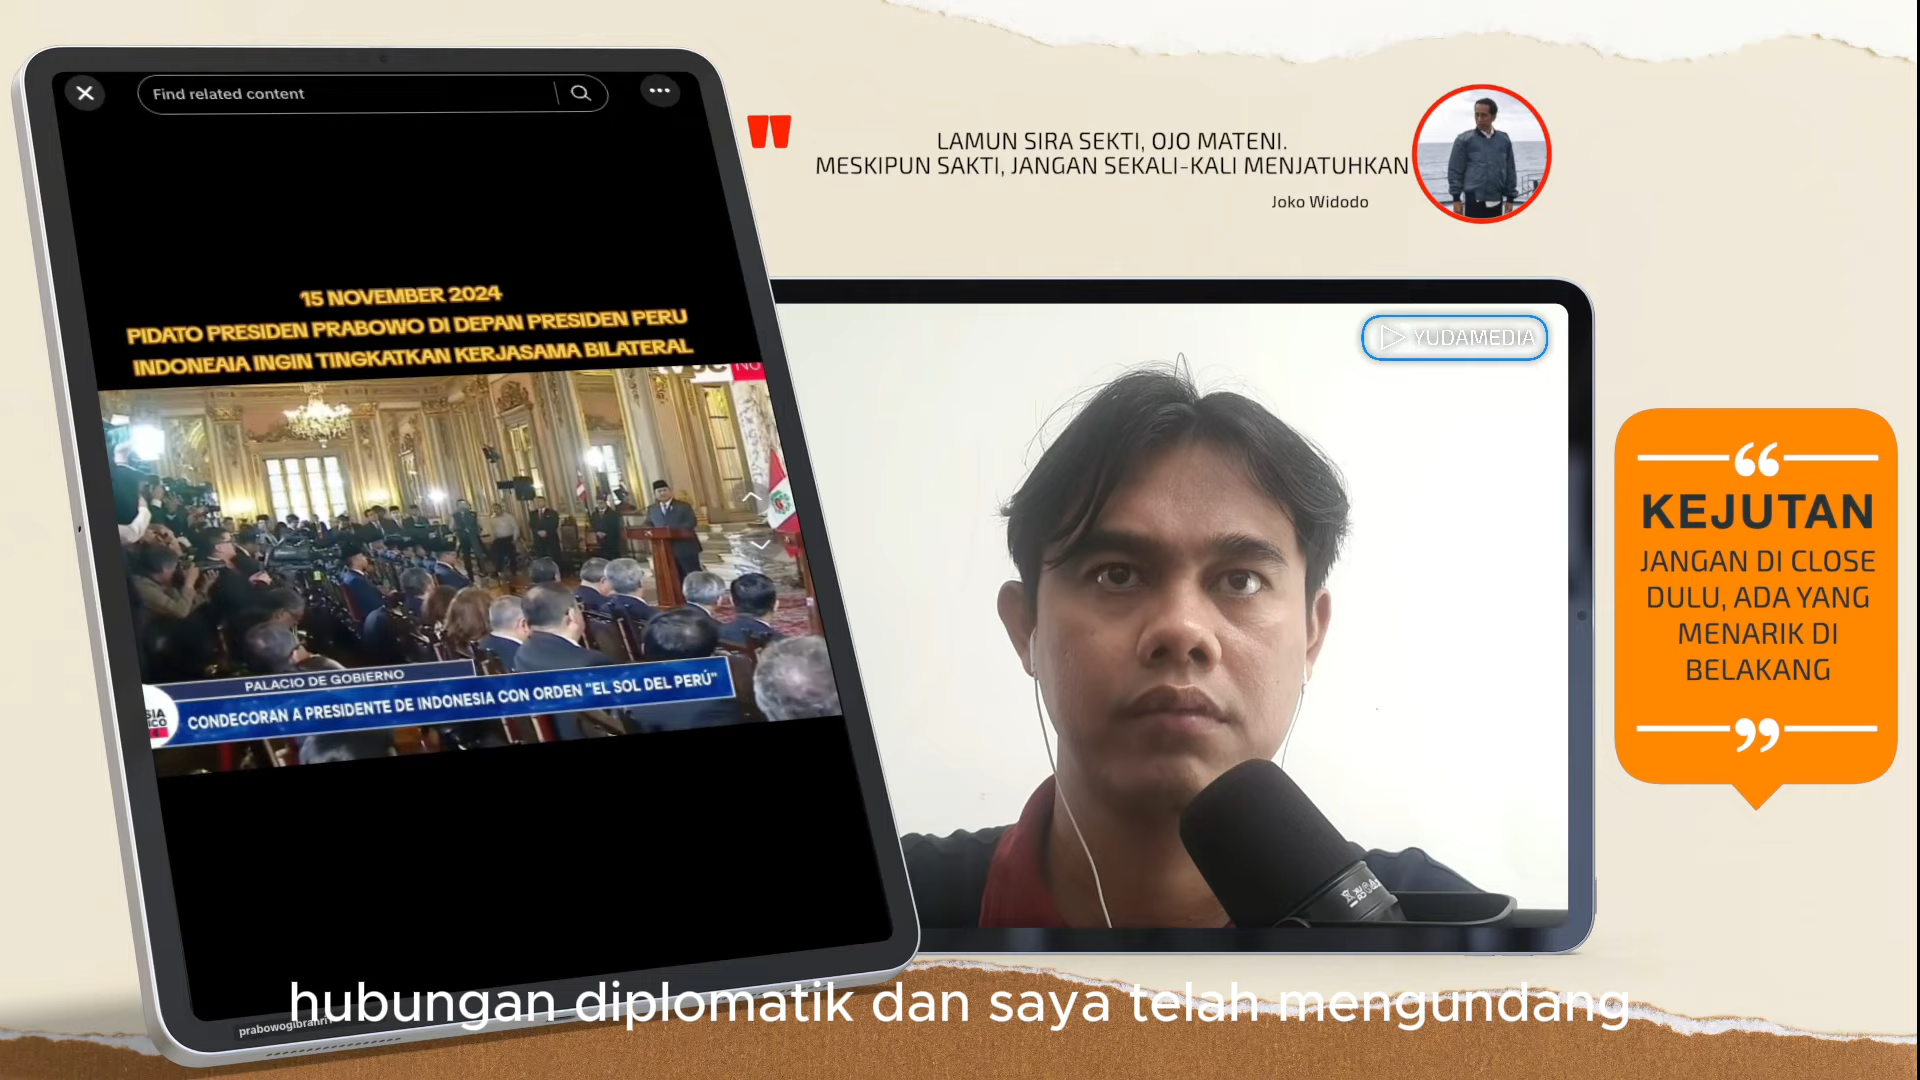 Find related content
15 NOVEMBER 2024
PIDATO PRESIDEN PRABOWO DI DEPAN PRESIDEN PERU
INDONEAIA INGIN TINGKATKAN KERJASAMA BILATERAL
PALACIO DE GOBIERNO
CONDECORAN A PRESIDENTE DE INDONESIA CON ORDEN "EL SOL DEL PERÚ"
LAMUN SIRA SEKTI, OJO MATENI.
MESKIPUN SAKTI, JANGAN SEKALI-KALI MENJATUHKAN
Joko Widodo
YUDAMEDIA
“
KEJUTAN
JANGAN DI CLOSE
DULU, ADA YANG
MENARIK DI
BELAKANG
”
hubungan diplomatik dan saya telah mengundang